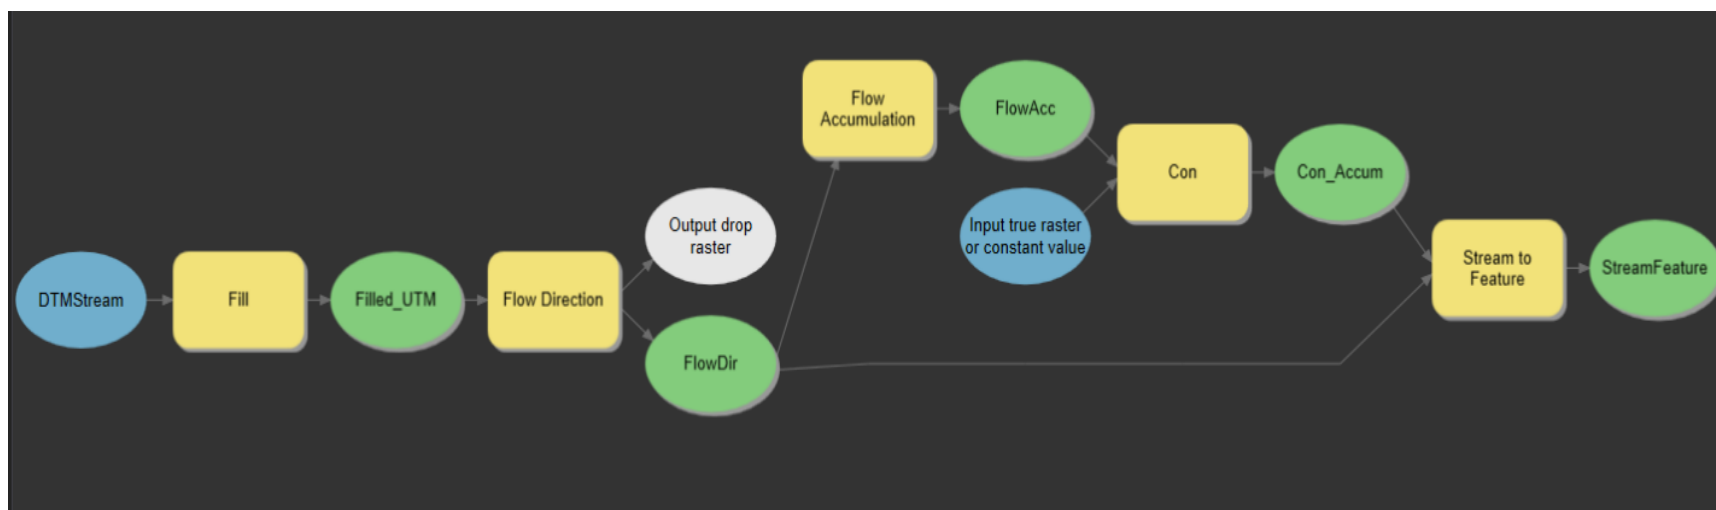 DTMStream
Fill
Filled_UTM
Flow Direction
Output drop
raster
FlowDir
Flow
Accumulation
FlowAcc
Input true raster
or constant value
Con
Con_Accum
Stream to
Feature
StreamFeature